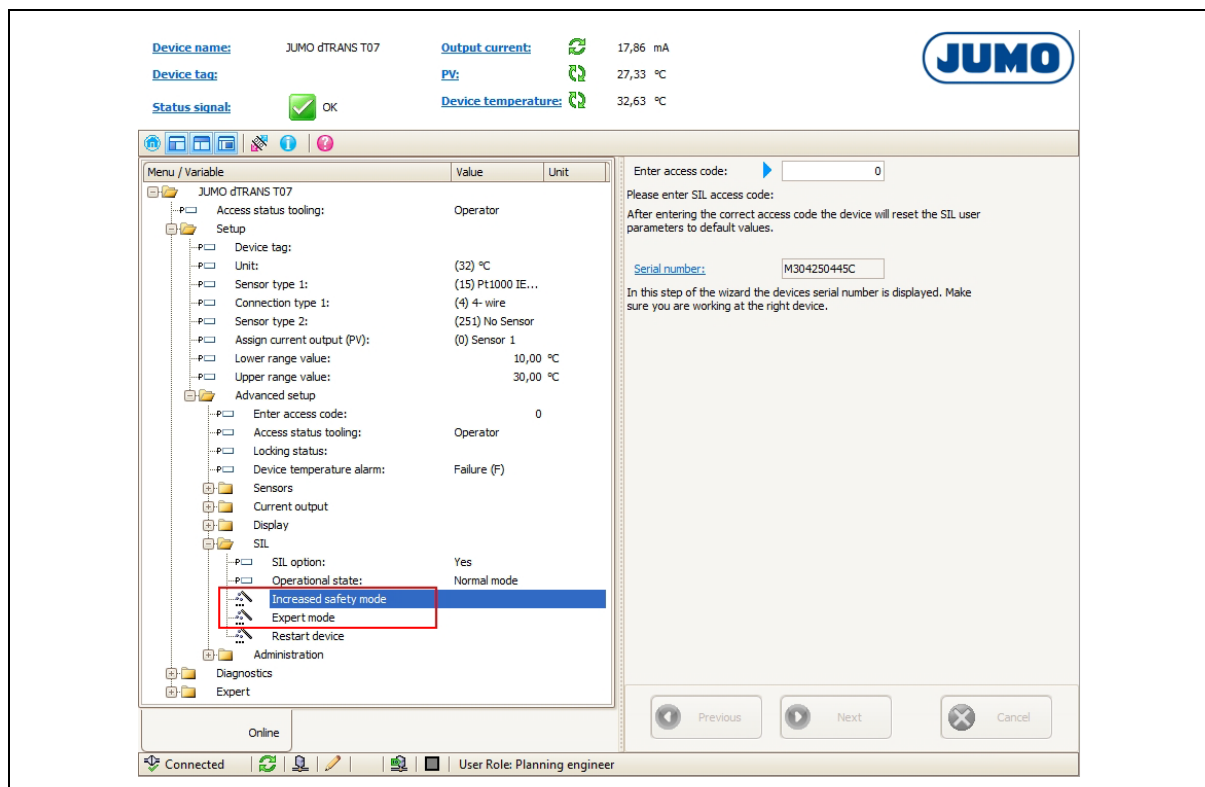 Device name: JUMO dTRANS T07 Output current: 17,86 mA
JUMO
Device tag: PV: 27,33 °C
Status signal: OK Device temperature: 32,63 °C
Menu / Variable Value Unit
JUMO dTRANS T07
Access status tooling: Operator
Setup
Device tag:
Unit: (32) °C
Sensor type 1: (15) Pt1000 IE...
Connection type 1: (4) 4- wire
Sensor type 2: (251) No Sensor
Assign current output (PV): (0) Sensor 1
Lower range value: 10,00 °C
Upper range value: 30,00 °C
Advanced setup
Enter access code: 0
Access status tooling: Operator
Locking status:
Device temperature alarm: Failure (F)
Sensors
Current output
Display
SIL
SIL option: Yes
Operational state: Normal mode
Increased safety mode
Expert mode
Restart device
Administration
Diagnostics
Expert
Enter access code: 0
Please enter SIL access code:
After entering the correct access code the device will reset the SIL user
parameters to default values.
Serial number: M304250445C
In this step of the wizard the devices serial number is displayed. Make
sure you are working at the right device.
Previous Next Cancel
Online
Connected User Role: Planning engineer